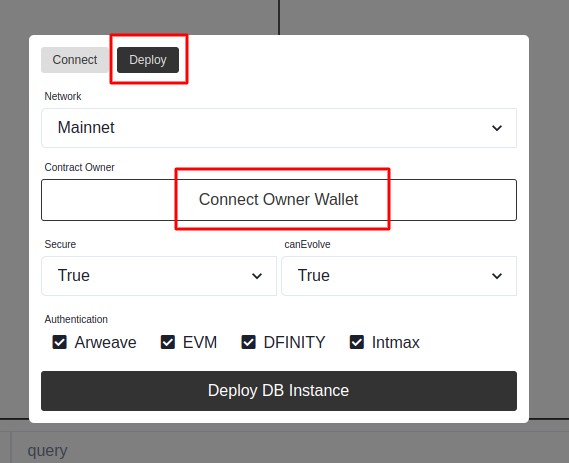 Connect Deploy
Network
Mainnet
Contract Owner
Connect Owner Wallet
Secure canEvolve
True True
Authentication
Arweave EVM DFINITY Intmax
Deploy DB Instance
query